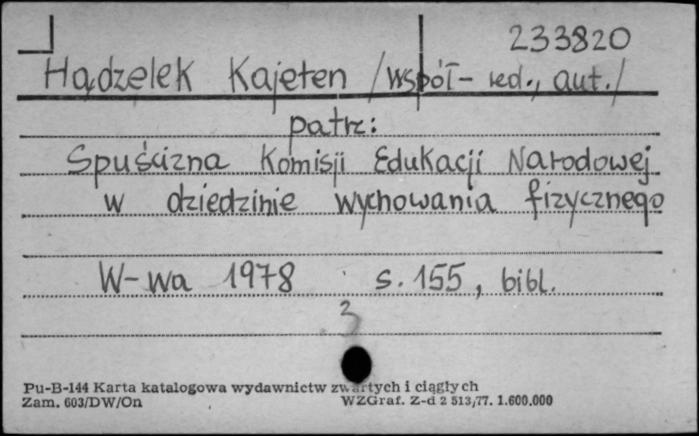 233820
Hądzelek Kajeten /współ-red., aut./
patrz:
Spuścizna Komisji Edukacji Narodowej
w dziedzinie wychowania fizycznego
W-wa 1978 s. 155, bibl.
3
Pu-B-144 Karta katalogowa wydawnictw zwartych i ciągłych
Zam. 603/DW/On WZGraf. Z-d 2 513/77. 1.600.000